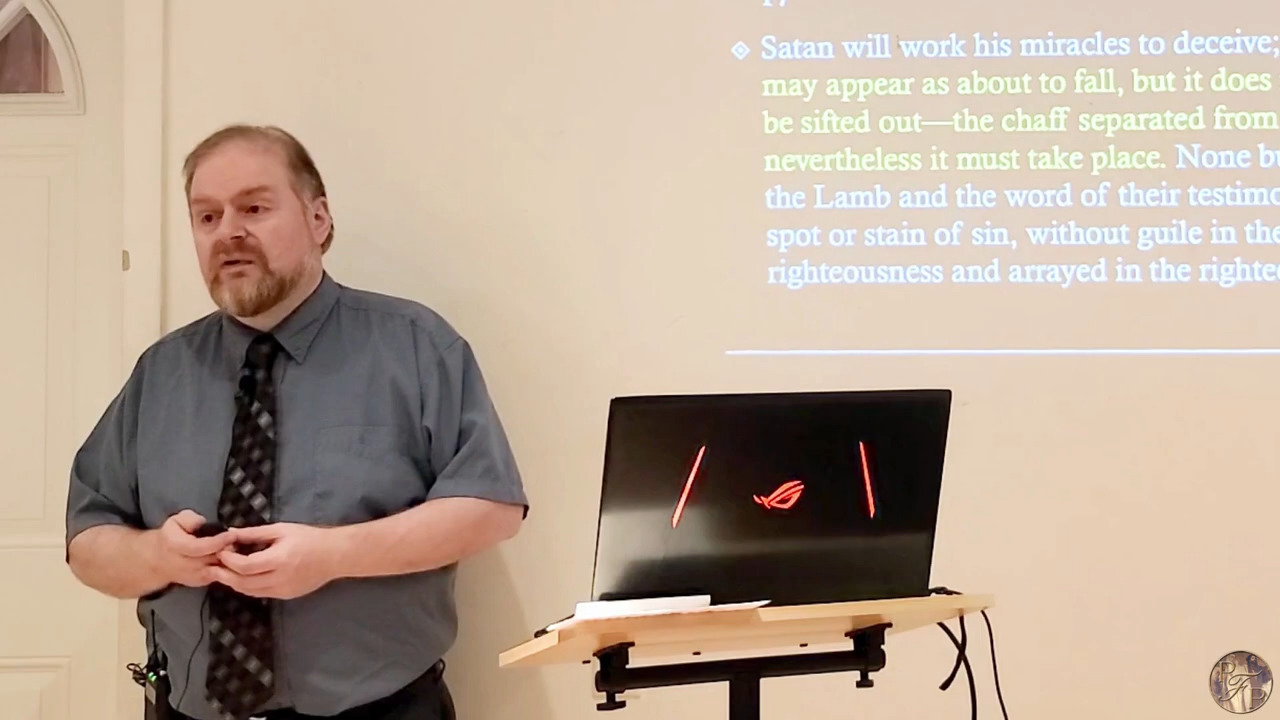 17
Satan will work his miracles to deceive;
may appear as about to fall, but it does
be sifted out—the chaff separated from
nevertheless it must take place. None bu
the Lamb and the word of their testimo
spot or stain of sin, without guile in the
righteousness and arrayed in the righteo